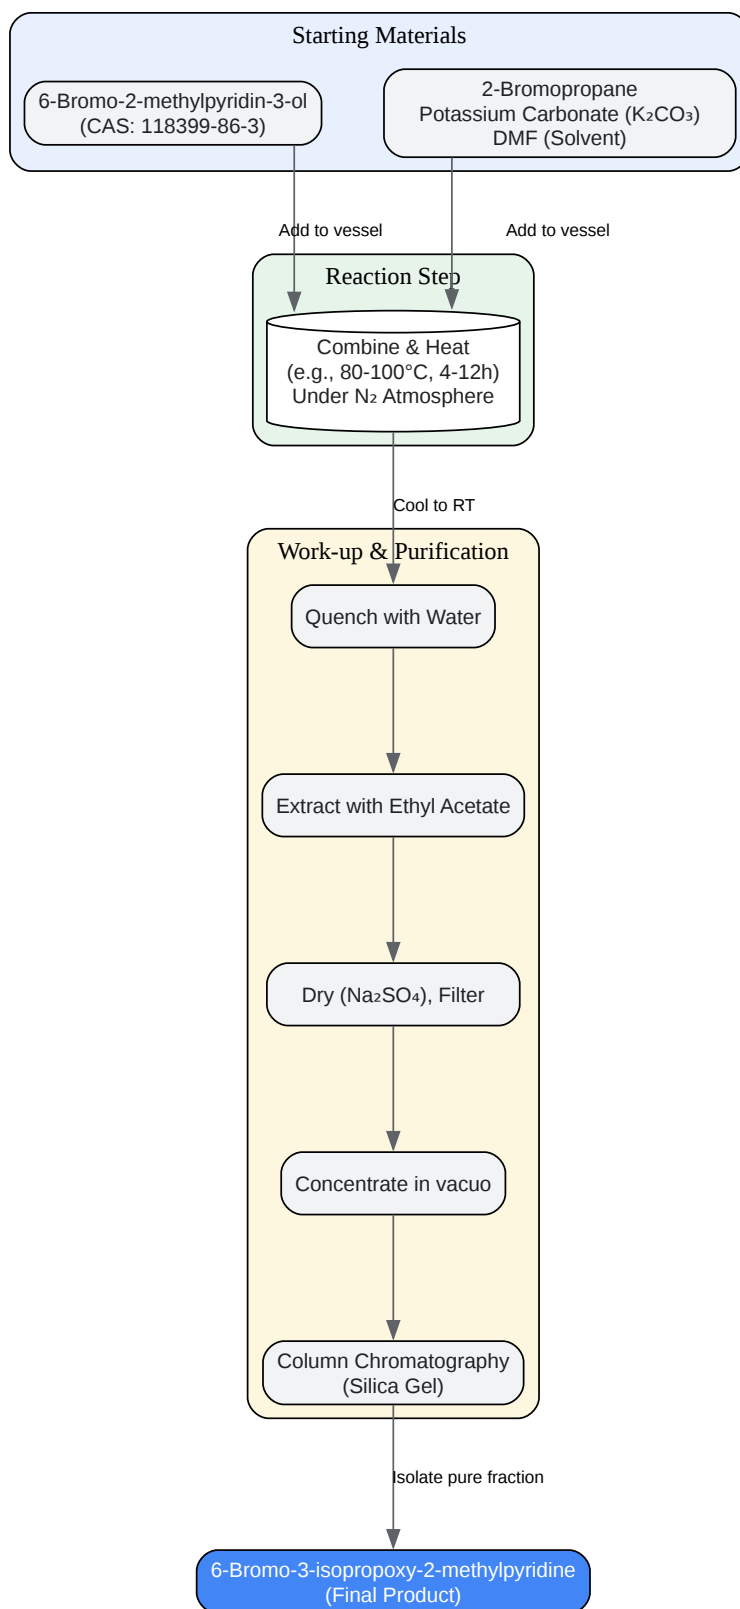 Starting Materials
6-Bromo-2-methylpyridin-3-ol
(CAS: 118399-86-3)
2-Bromopropane
Potassium Carbonate (K₂CO₃)
DMF (Solvent)
Add to vessel
Add to vessel
Reaction Step
Combine & Heat
(e.g., 80-100°C, 4-12h)
Under N₂ Atmosphere
Cool to RT
Work-up & Purification
Quench with Water
Extract with Ethyl Acetate
Dry (Na₂SO₄), Filter
Concentrate in vacuo
Column Chromatography
(Silica Gel)
Isolate pure fraction
6-Bromo-3-isopropoxy-2-methylpyridine
(Final Product)